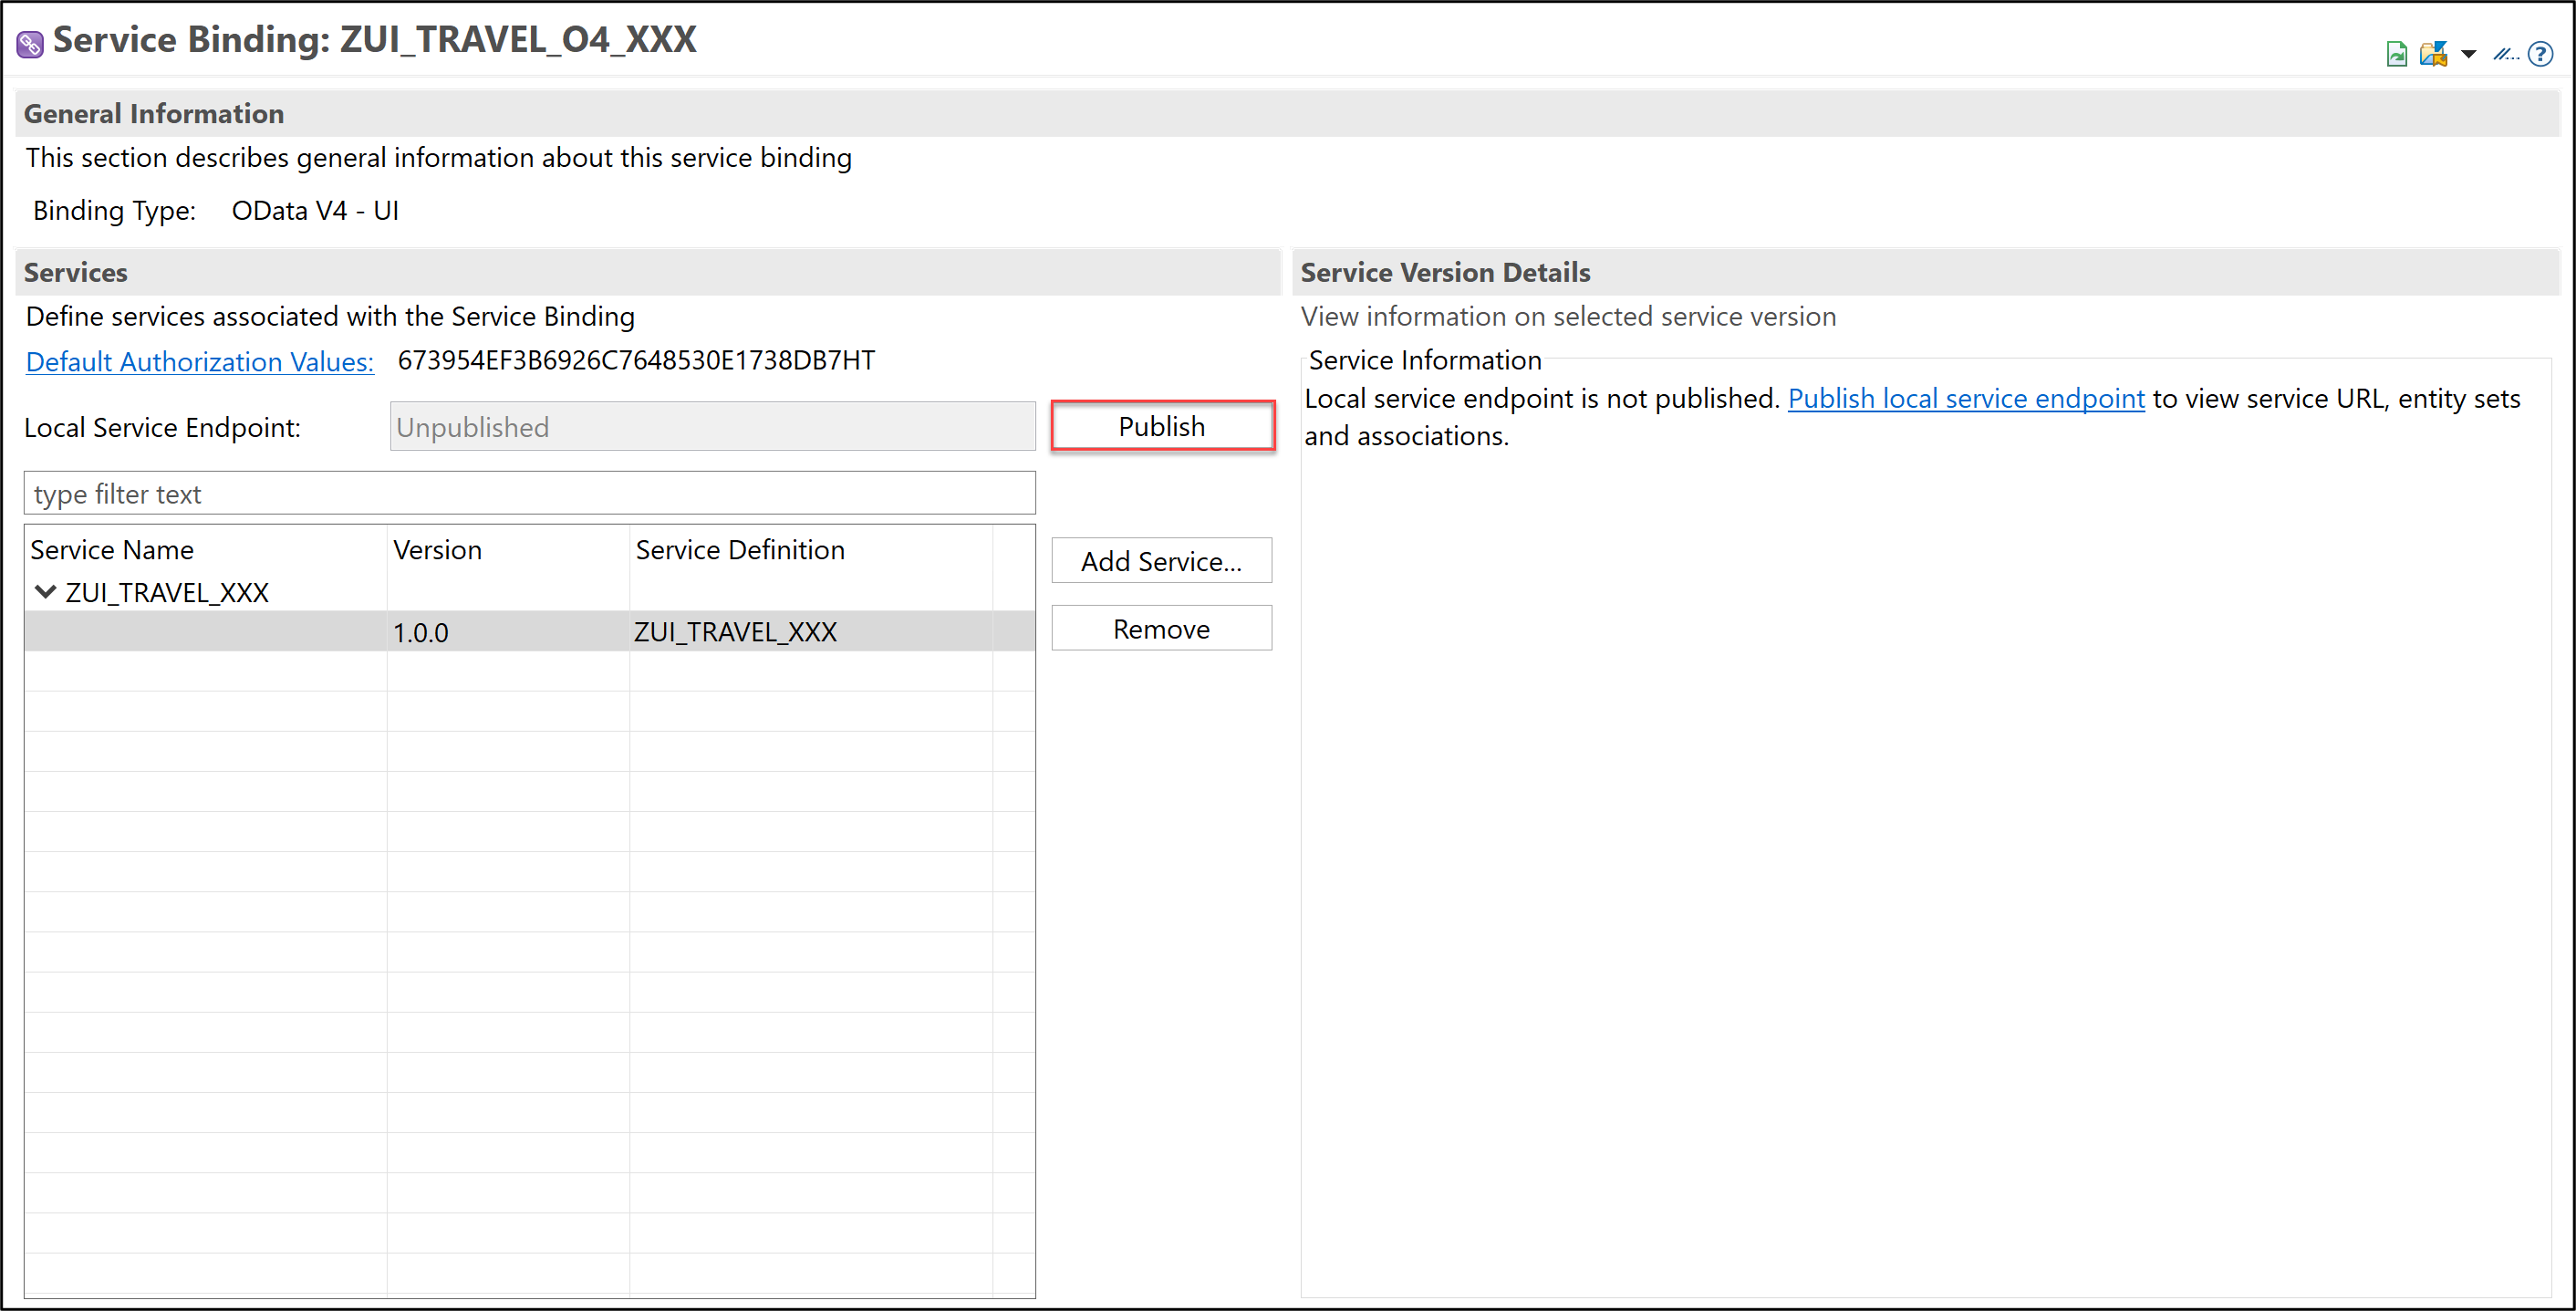 Service Binding: ZUI_TRAVEL_O4_XXX
General Information
This section describes general information about this service binding
Binding Type: OData V4 - UI
Services
Define services associated with the Service Binding
Default Authorization Values: 673954EF3B6926C7648530E1738DB7HT
Local Service Endpoint: Unpublished Publish
type filter text
Service Name Version Service Definition
Add Service...
ZUI_TRAVEL_XXX
1.0.0 ZUI_TRAVEL_XXX
Remove
Service Version Details
View information on selected service version
Service Information
Local service endpoint is not published. Publish local service endpoint to view service URL, entity sets
and associations.